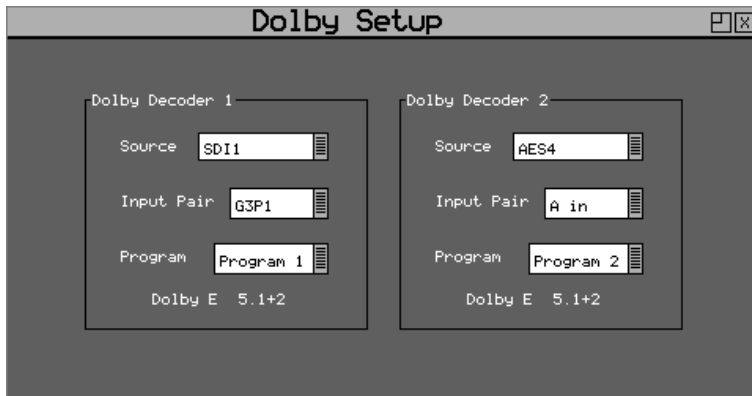 Dolby Setup
Dolby Decoder 1
Source SDI1
Input Pair G3P1
Program Program 1
Dolby E 5.1+2
Dolby Decoder 2
Source AES4
Input Pair A in
Program Program 2
Dolby E 5.1+2